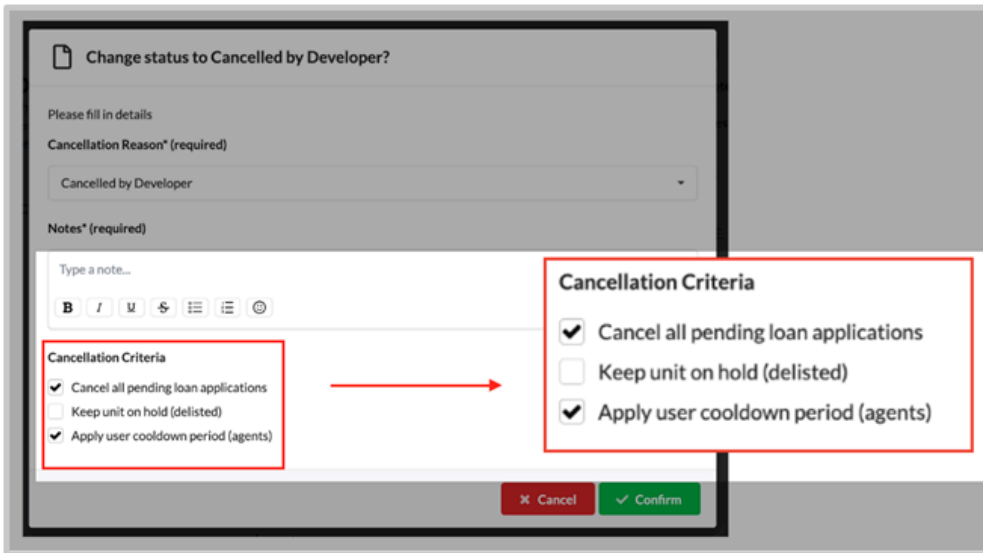 Change status to Cancelled by Developer?
Please fill in details
Cancellation Reason* (required)
Cancelled by Developer
Notes* (required)
Type a note...
B I U S
Cancellation Criteria
Cancel all pending loan applications
Keep unit on hold (delisted)
Apply user cooldown period (agents)
Cancellation Criteria
Cancel all pending loan applications
Keep unit on hold (delisted)
Apply user cooldown period (agents)
Cancel
Confirm